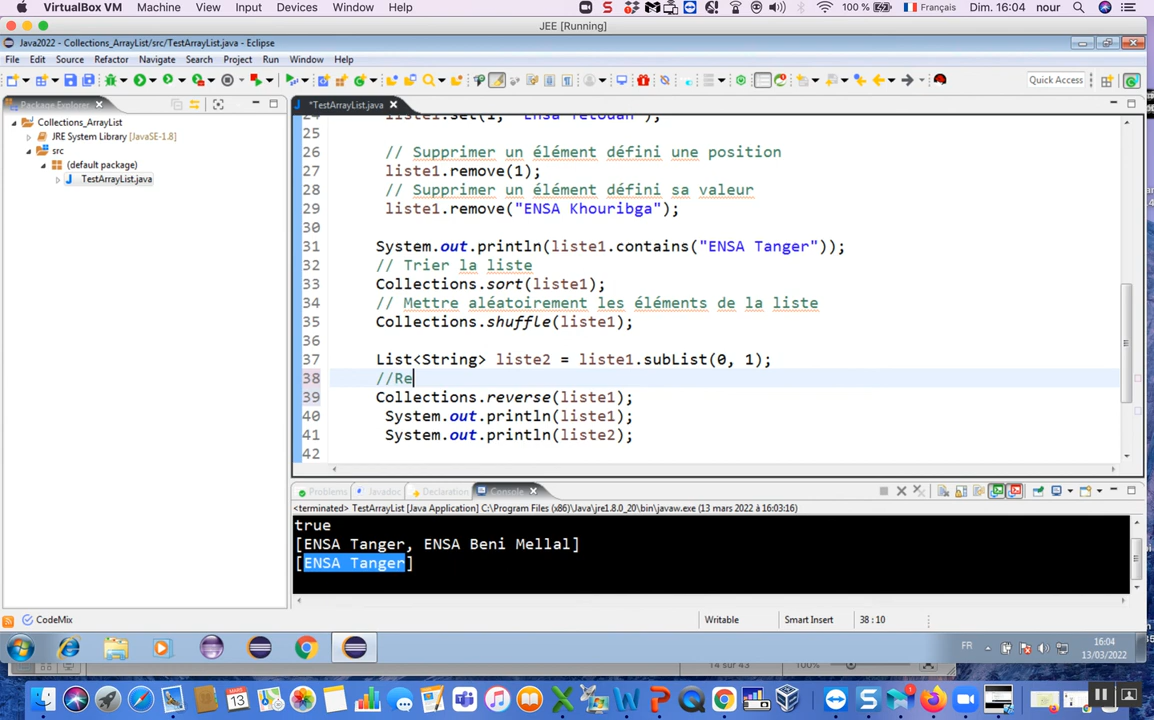 VirtualBox VM Machine View Input Devices Window Help 100 % Français Dim. 16:04 nour
JEE [Running]
Java2022 - Collections_ArrayList/src/TestArrayList.java - Eclipse
File Edit Source Refactor Navigate Search Project Run Window Help
Quick Access
Package Explorer
*TestArrayList.java
Collections_ArrayList
JRE System Library [JavaSE-1.8]
src
(default package)
TestArrayList.java
24 liste1.set(1, "Ensa Tetouan");
25
26 // Supprimer un élément défini une position
27 liste1.remove(1);
28 // Supprimer un élément défini sa valeur
29 liste1.remove("ENSA Khouribga");
30
31 System.out.println(liste1.contains("ENSA Tanger"));
32 // Trier la liste
33 Collections.sort(liste1);
34 // Mettre aléatoirement les éléments de la liste
35 Collections.shuffle(liste1);
36
37 List<String> liste2 = liste1.subList(0, 1);
38 //Re
39 Collections.reverse(liste1);
40 System.out.println(liste1);
41 System.out.println(liste2);
42
Problems Javadoc Declaration Console
<terminated> TestArrayList [Java Application] C:\Program Files (x86)\Java\jre1.8.0_20\bin\javaw.exe (13 mars 2022 à 16:03:16)
true
[ENSA Tanger, ENSA Beni Mellal]
[ENSA Tanger]
CodeMix Writable Smart Insert 38 : 10
FR 16:04
13/03/2022
14 sur 43 100%